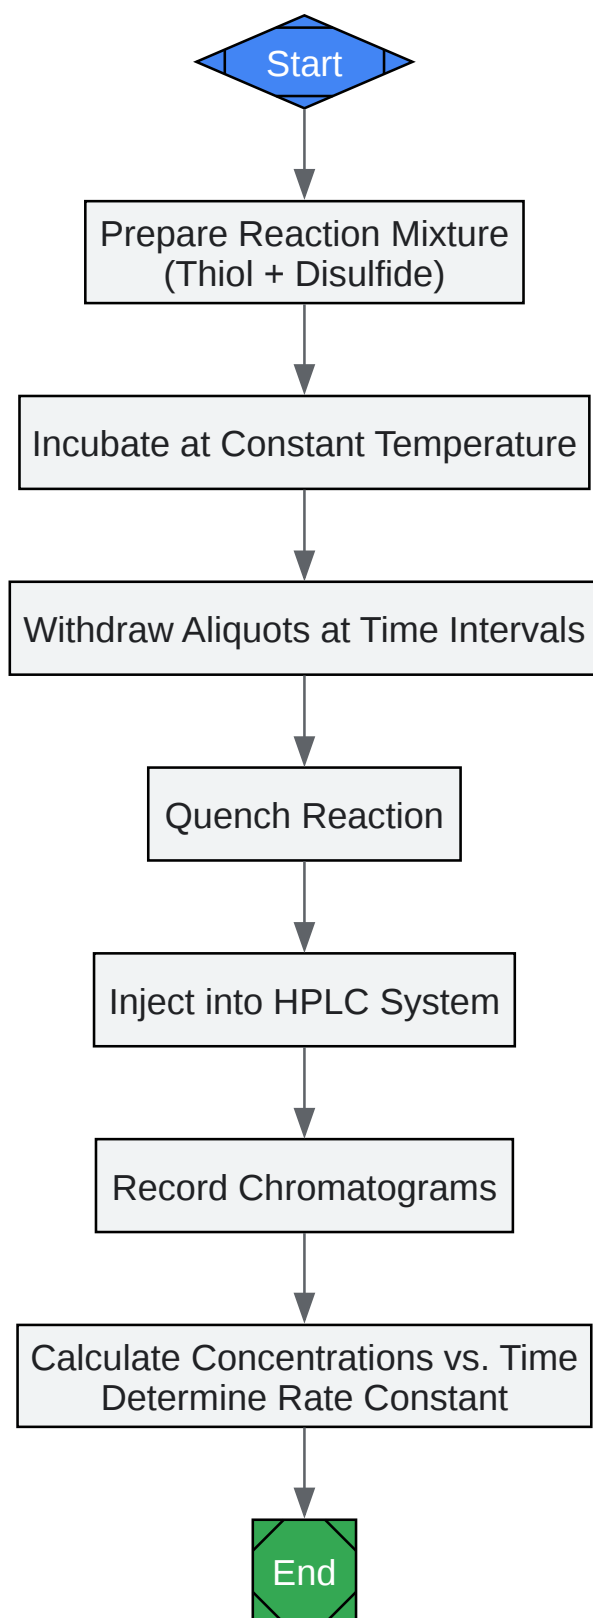 Start
Prepare Reaction Mixture
(Thiol + Disulfide)
Incubate at Constant Temperature
Withdraw Aliquots at Time Intervals
Quench Reaction
Inject into HPLC System
Record Chromatograms
Calculate Concentrations vs. Time
Determine Rate Constant
End